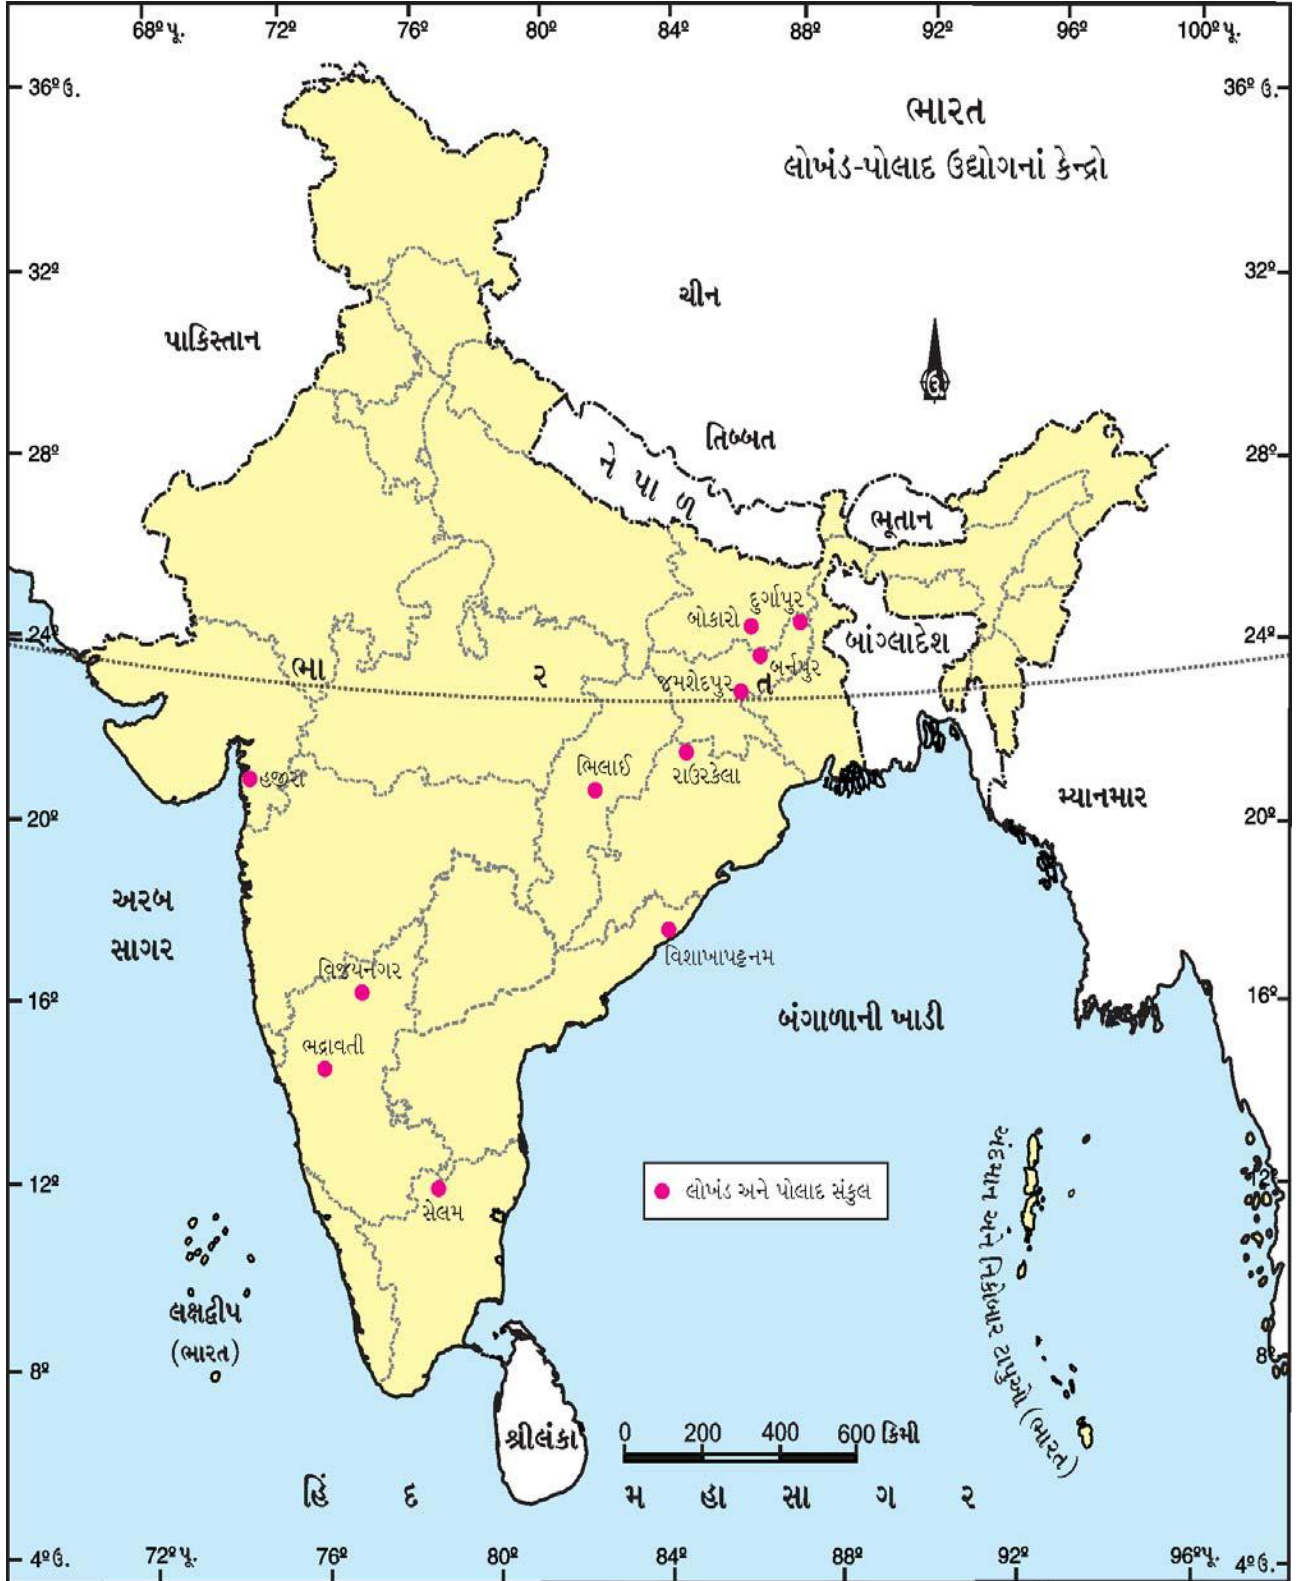 68º પૂ. 72º 76º 80º 84º 88º 92º 96º 100º પૂ.
36º ઉ. 36º ઉ.
ભારત
લોખંડ-પોલાદ ઉદ્યોગનાં કેન્દ્રો
32º 32º
ચીન
પાકિસ્તાન
ઉ
તિબ્બત
28º 28º
નેપાળ
ભૂતાન
દુર્ગાપુર
બોકારો
24º 24º
બાંગ્લાદેશ
બર્નપુર
જમશેદપુર
ભા ર ત
ભિલાઈ
રાઉરકેલા
હજીરા
મ્યાનમાર
20º 20º
અરબ
સાગર
વિશાખાપટ્ટનમ
વિજયનગર
16º 16º
બંગાળાની ખાડી
ભદ્રાવતી
12º 12º
લોખંડ અને પોલાદ સંકુલ
સેલમ
અંદમાન અને નિકોબાર ટાપુઓ (ભારત)
લક્ષદ્વીપ
(ભારત)
8º 8º
શ્રીલંકા
0 200 400 600 કિમી
હિં દ મ હા સા ગ ર
4º ઉ. 4º ઉ.
72º પૂ. 76º 80º 84º 88º 92º 96º પૂ.